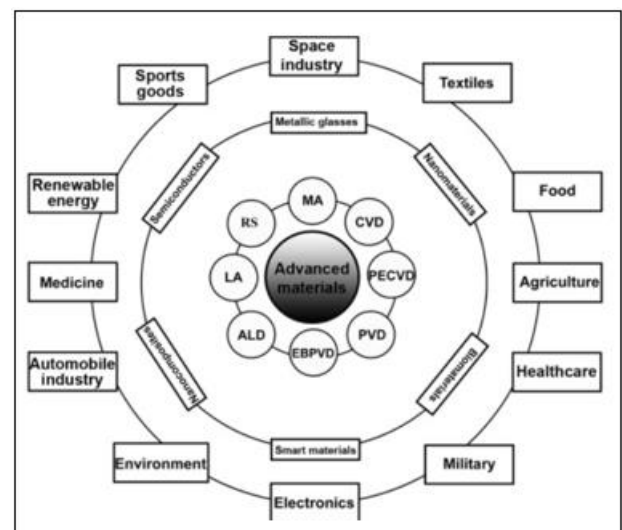 Space
industry
Sports
goods
Textiles
Metallic glasses
Semiconductors
Nanomaterials
Renewable
energy
Food
MA
RS
CVD
Medicine
LA
Advanced
materials
PECVD
Agriculture
ALD
EBPVD
PVD
Automobile
industry
Nanocomposites
Biomaterials
Healthcare
Smart materials
Environment
Military
Electronics